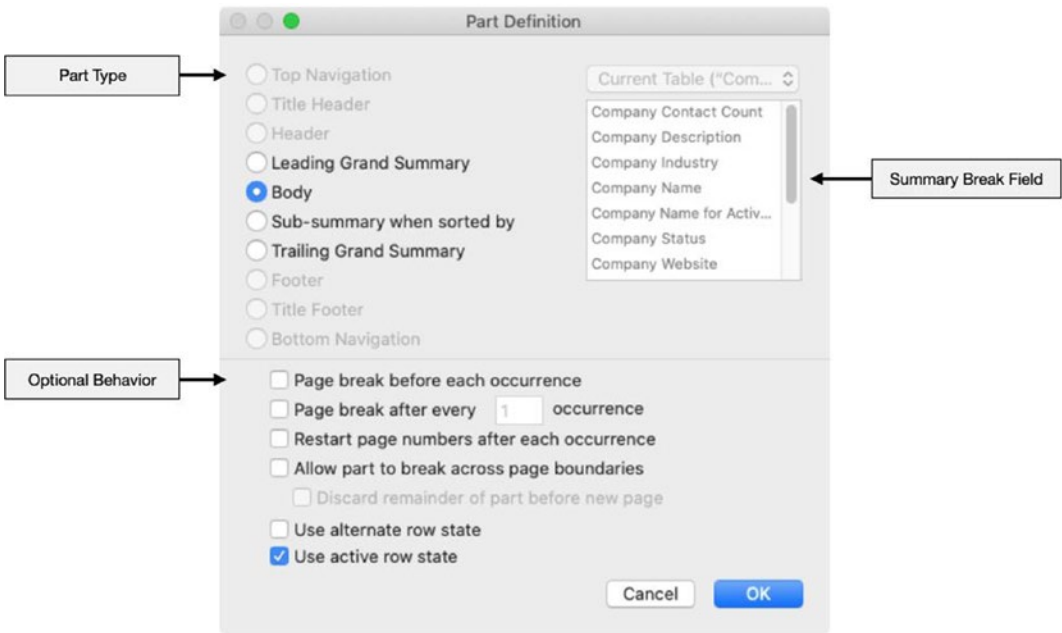 Part Definition
Part Type
Top Navigation
Title Header
Header
Leading Grand Summary
Body
Sub-summary when sorted by
Trailing Grand Summary
Footer
Title Footer
Bottom Navigation
Current Table ("Com...
Company Contact Count
Company Description
Company Industry
Company Name
Company Name for Activ...
Company Status
Company Website
Summary Break Field
Optional Behavior
Page break before each occurrence
Page break after every 1 occurrence
Restart page numbers after each occurrence
Allow part to break across page boundaries
Discard remainder of part before new page
Use alternate row state
Use active row state
Cancel OK